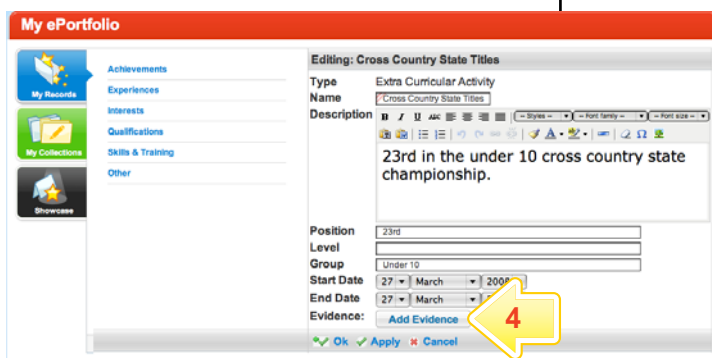 My ePortfolio
My Records
My Collections
Showcase
Achievements
Experiences
Interests
Qualifications
Skills & Training
Other
Editing: Cross Country State Titles
Type Extra Curricular Activity
Name Cross Country State Titles
Description B I U ABC -- Styles -- -- Font family -- -- Font size --
23rd in the under 10 cross country state
championship.
Position 23rd
Level
Group Under 10
Start Date 27 March 2008
End Date 27 March
Evidence: Add Evidence 4
Ok Apply Cancel